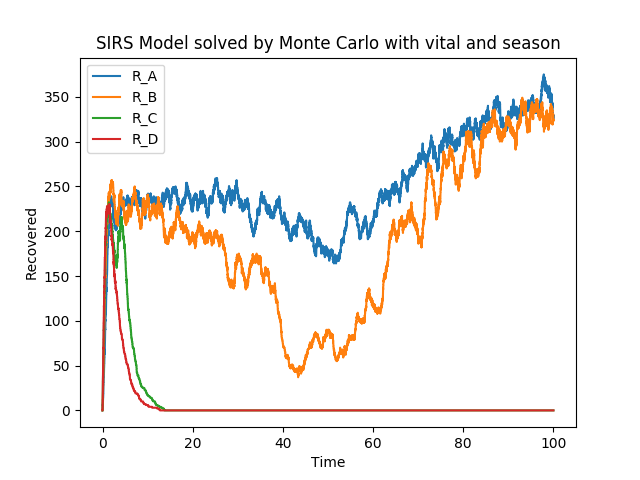 SIRS Model solved by Monte Carlo with vital and season
R_A
R_B
R_C
R_D
Recovered
350
300
250
200
150
100
50
0
0 20 40 60 80 100
Time